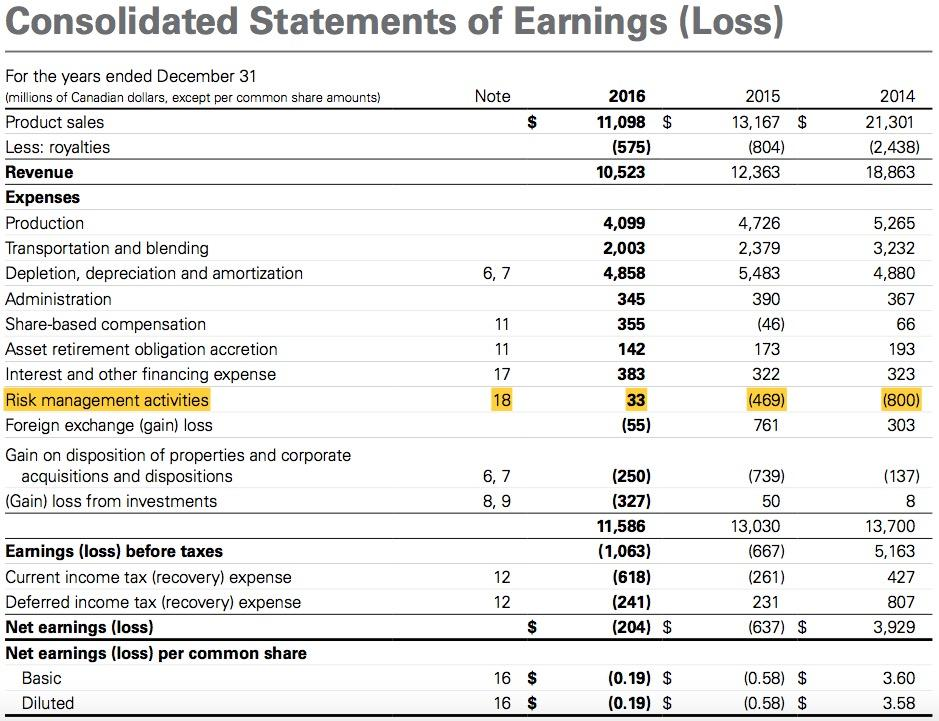 Consolidated Statements of Earnings (Loss)
For the years ended December 31
(millions of Canadian dollars, except per common share amounts) Note 2016 2015 2014
Product sales $ 11,098 $ 13,167 $ 21,301
Less: royalties (575) (804) (2,438)
Revenue 10,523 12,363 18,863
Expenses
Production 4,099 4,726 5,265
Transportation and blending 2,003 2,379 3,232
Depletion, depreciation and amortization 6, 7 4,858 5,483 4,880
Administration 345 390 367
Share-based compensation 11 355 (46) 66
Asset retirement obligation accretion 11 142 173 193
Interest and other financing expense 17 383 322 323
Risk management activities 18 33 (469) (800)
Foreign exchange (gain) loss (55) 761 303
Gain on disposition of properties and corporate
acquisitions and dispositions 6, 7 (250) (739) (137)
(Gain) loss from investments 8, 9 (327) 50 8
11,586 13,030 13,700
Earnings (loss) before taxes (1,063) (667) 5,163
Current income tax (recovery) expense 12 (618) (261) 427
Deferred income tax (recovery) expense 12 (241) 231 807
Net earnings (loss) $ (204) $ (637) $ 3,929
Net earnings (loss) per common share
Basic 16 $ (0.19) $ (0.58) $ 3.60
Diluted 16 $ (0.19) $ (0.58) $ 3.58